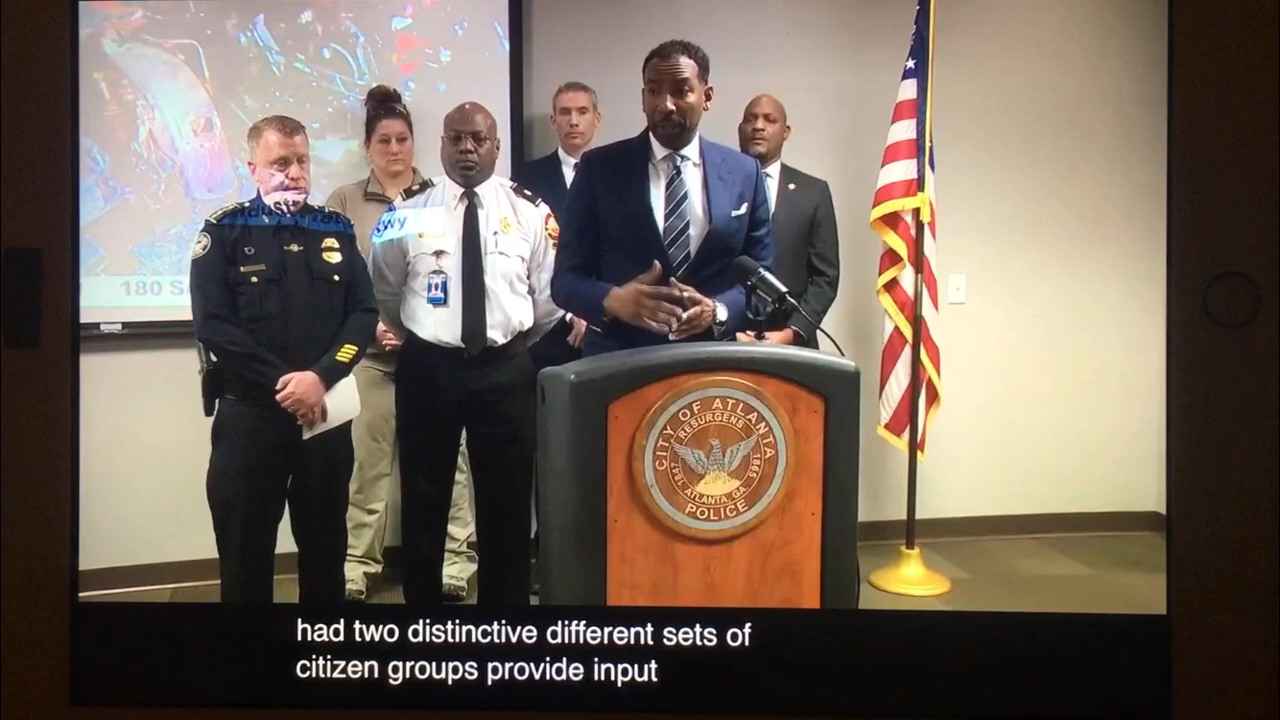 180 S
CITY OF ATLANTA
RESURGENS
1847 1865
ATLANTA, GA.
POLICE
had two distinctive different sets of
citizen groups provide input